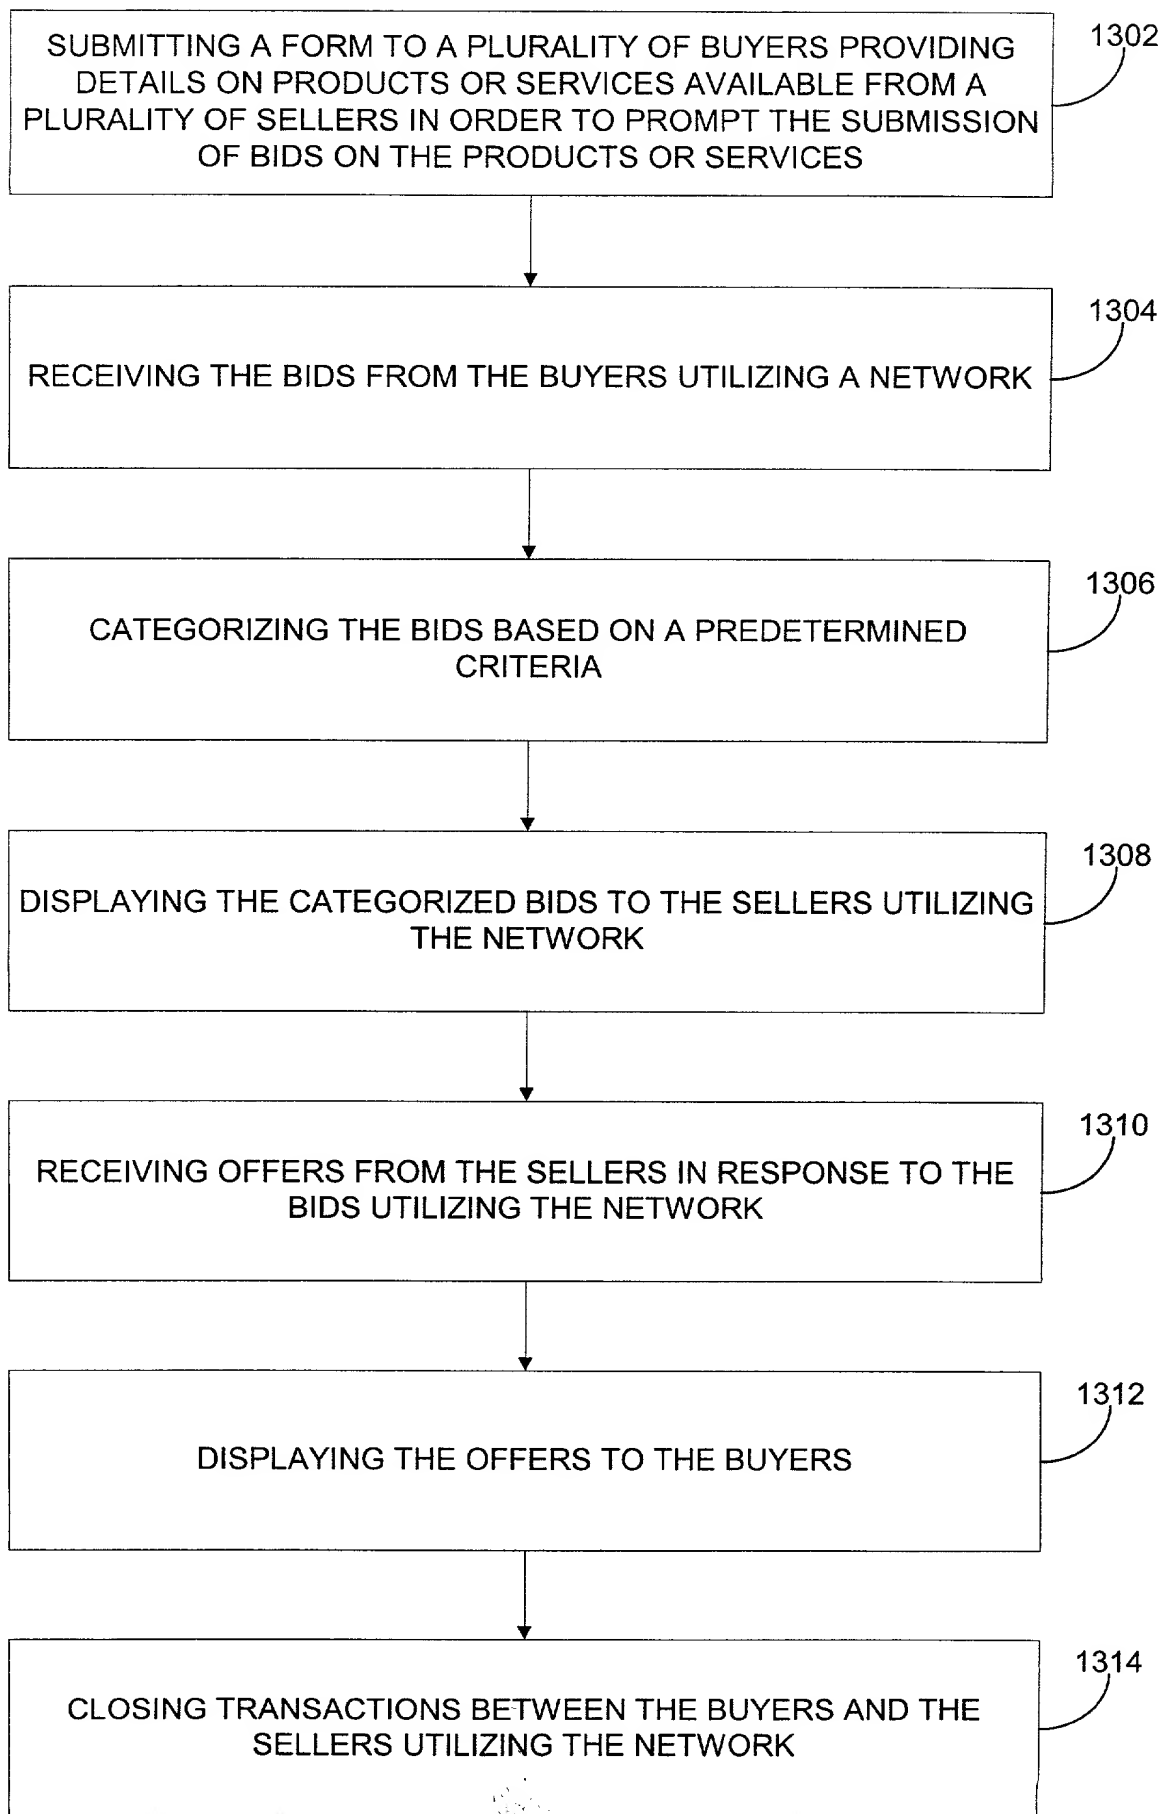 1302
SUBMITTING A FORM TO A PLURALITY OF BUYERS PROVIDING
DETAILS ON PRODUCTS OR SERVICES AVAILABLE FROM A
PLURALITY OF SELLERS IN ORDER TO PROMPT THE SUBMISSION
OF BIDS ON THE PRODUCTS OR SERVICES
1304
RECEIVING THE BIDS FROM THE BUYERS UTILIZING A NETWORK
1306
CATEGORIZING THE BIDS BASED ON A PREDETERMINED
CRITERIA
1308
DISPLAYING THE CATEGORIZED BIDS TO THE SELLERS UTILIZING
THE NETWORK
1310
RECEIVING OFFERS FROM THE SELLERS IN RESPONSE TO THE
BIDS UTILIZING THE NETWORK
1312
DISPLAYING THE OFFERS TO THE BUYERS
1314
CLOSING TRANSACTIONS BETWEEN THE BUYERS AND THE
SELLERS UTILIZING THE NETWORK